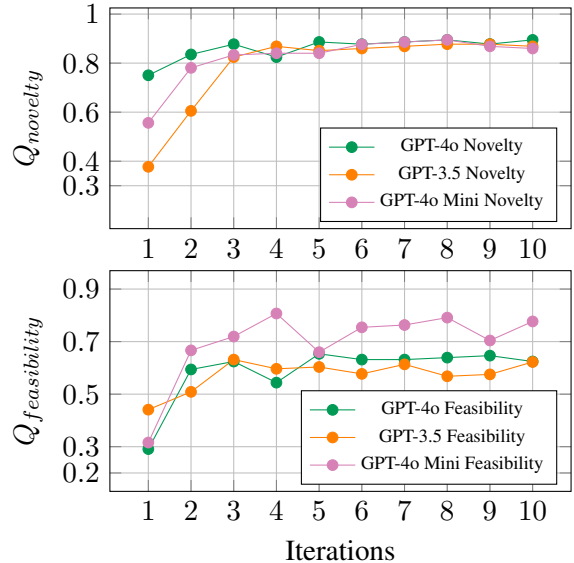 1
0.8
0.6
0.4
0.3
Q_novelty
GPT-4o Novelty
GPT-3.5 Novelty
GPT-4o Mini Novelty
1 2 3 4 5 6 7 8 9 10
0.9
0.7
0.5
0.3
0.2
Q_feasibility
GPT-4o Feasibility
GPT-3.5 Feasibility
GPT-4o Mini Feasibility
1 2 3 4 5 6 7 8 9 10
Iterations